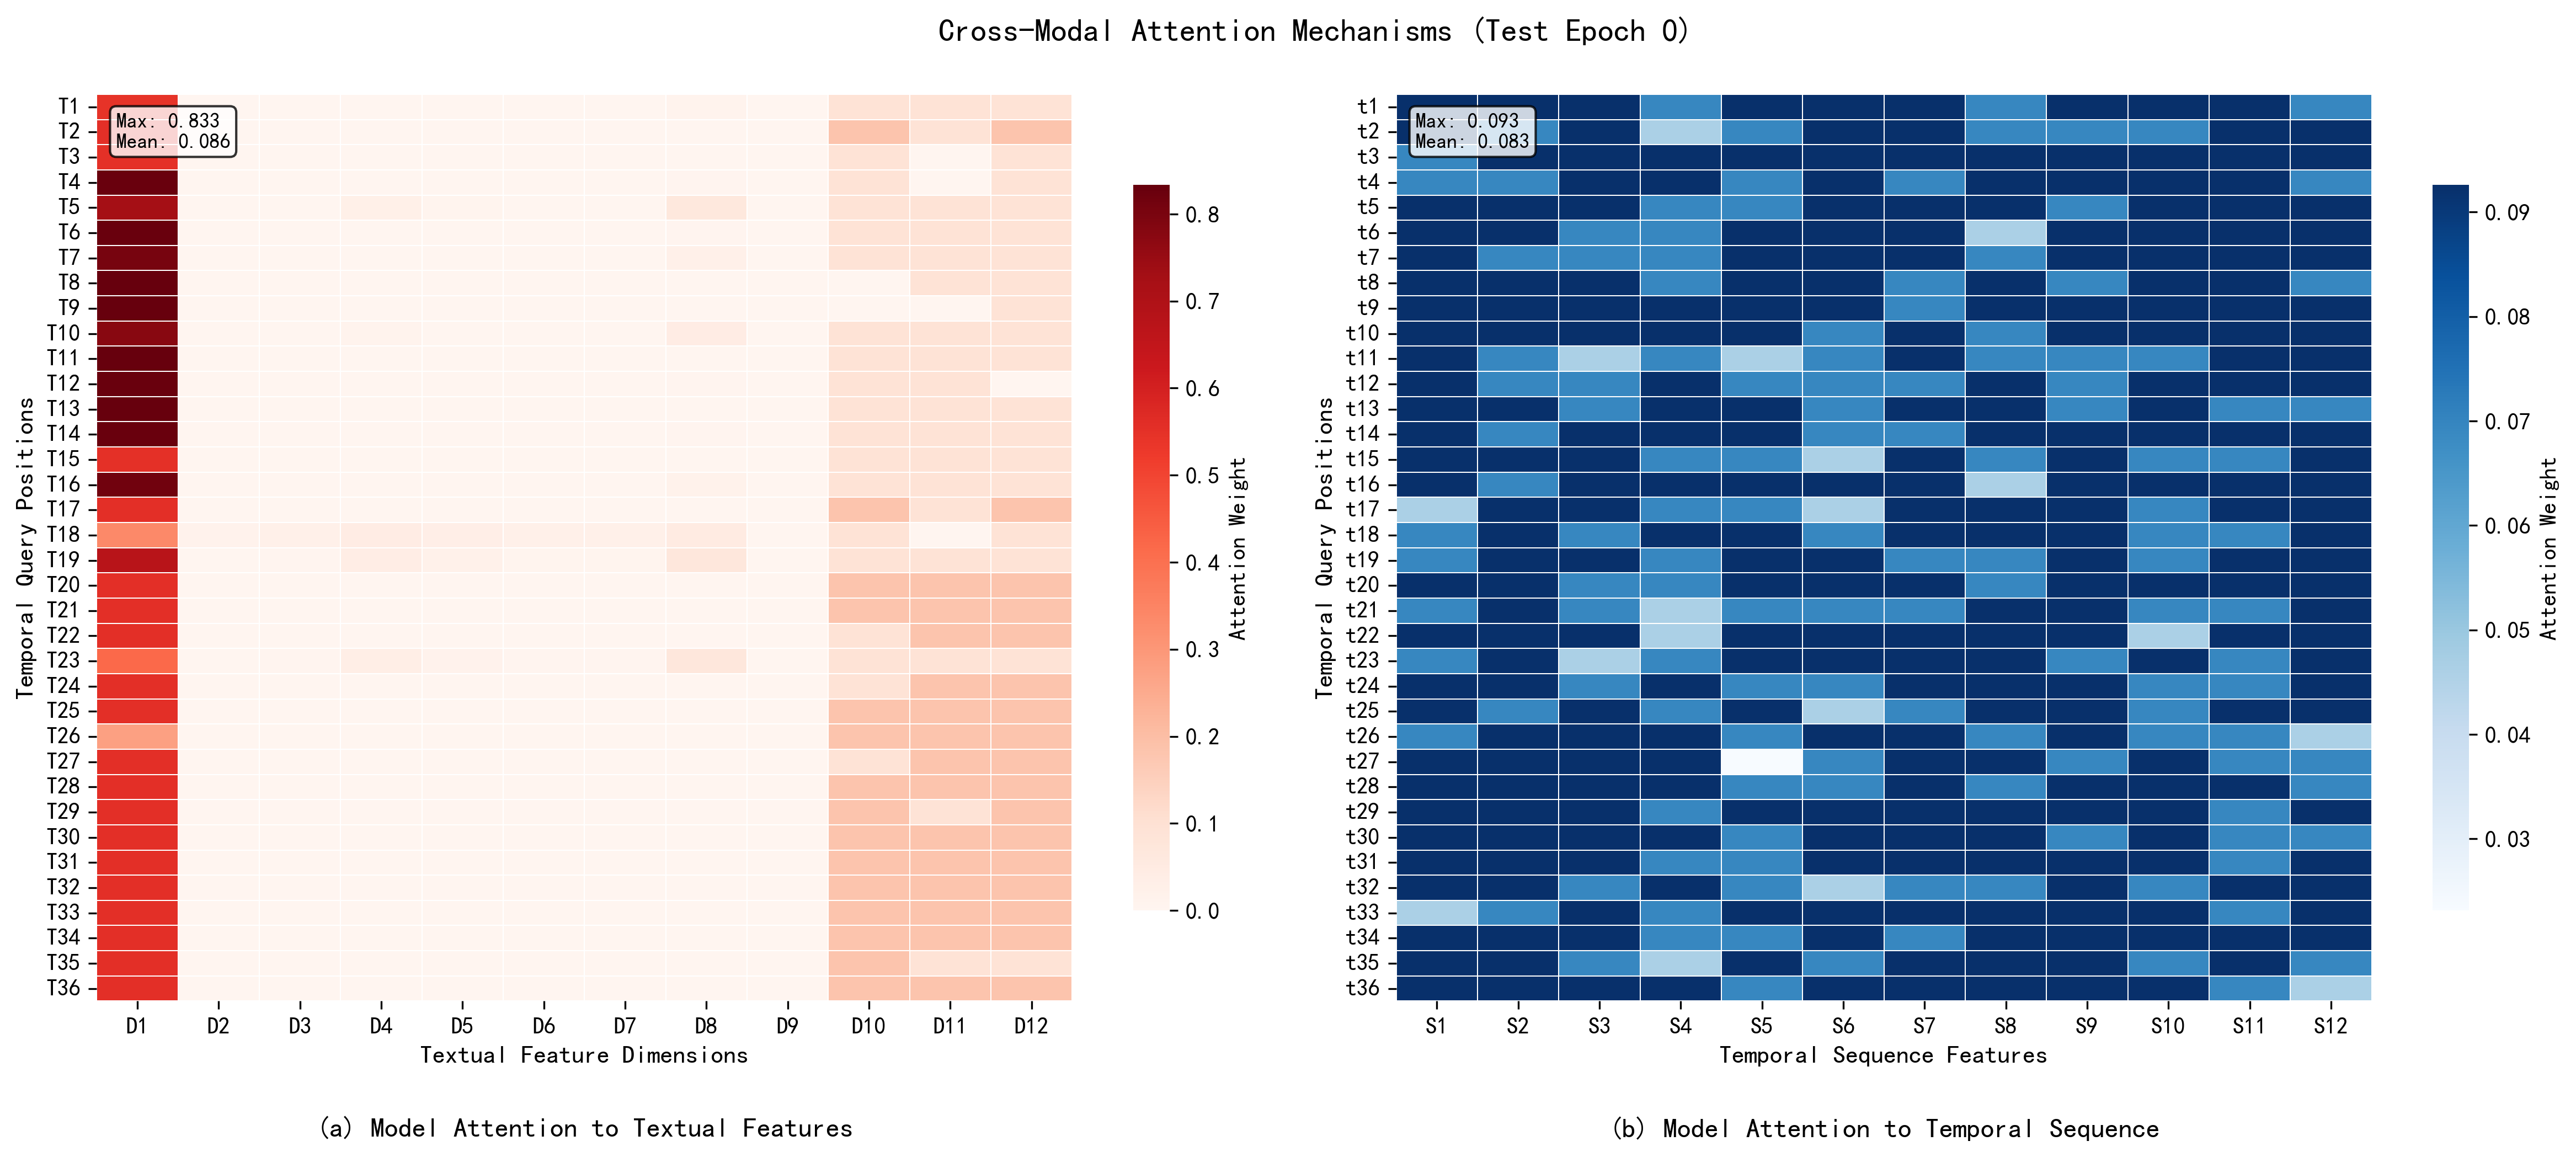 Cross-Modal Attention Mechanisms (Test Epoch 0)
Temporal Query Positions
T1
T2
T3
T4
T5
T6
T7
T8
T9
T10
T11
T12
T13
T14
T15
T16
T17
T18
T19
T20
T21
T22
T23
T24
T25
T26
T27
T28
T29
T30
T31
T32
T33
T34
T35
T36
Max: 0.833
Mean: 0.086
D1 D2 D3 D4 D5 D6 D7 D8 D9 D10 D11 D12
Textual Feature Dimensions
0.8
0.7
0.6
0.5
0.4
0.3
0.2
0.1
0.0
Attention Weight
(a) Model Attention to Textual Features
Temporal Query Positions
t1
t2
t3
t4
t5
t6
t7
t8
t9
t10
t11
t12
t13
t14
t15
t16
t17
t18
t19
t20
t21
t22
t23
t24
t25
t26
t27
t28
t29
t30
t31
t32
t33
t34
t35
t36
Max: 0.093
Mean: 0.083
S1 S2 S3 S4 S5 S6 S7 S8 S9 S10 S11 S12
Temporal Sequence Features
0.09
0.08
0.07
0.06
0.05
0.04
0.03
Attention Weight
(b) Model Attention to Temporal Sequence